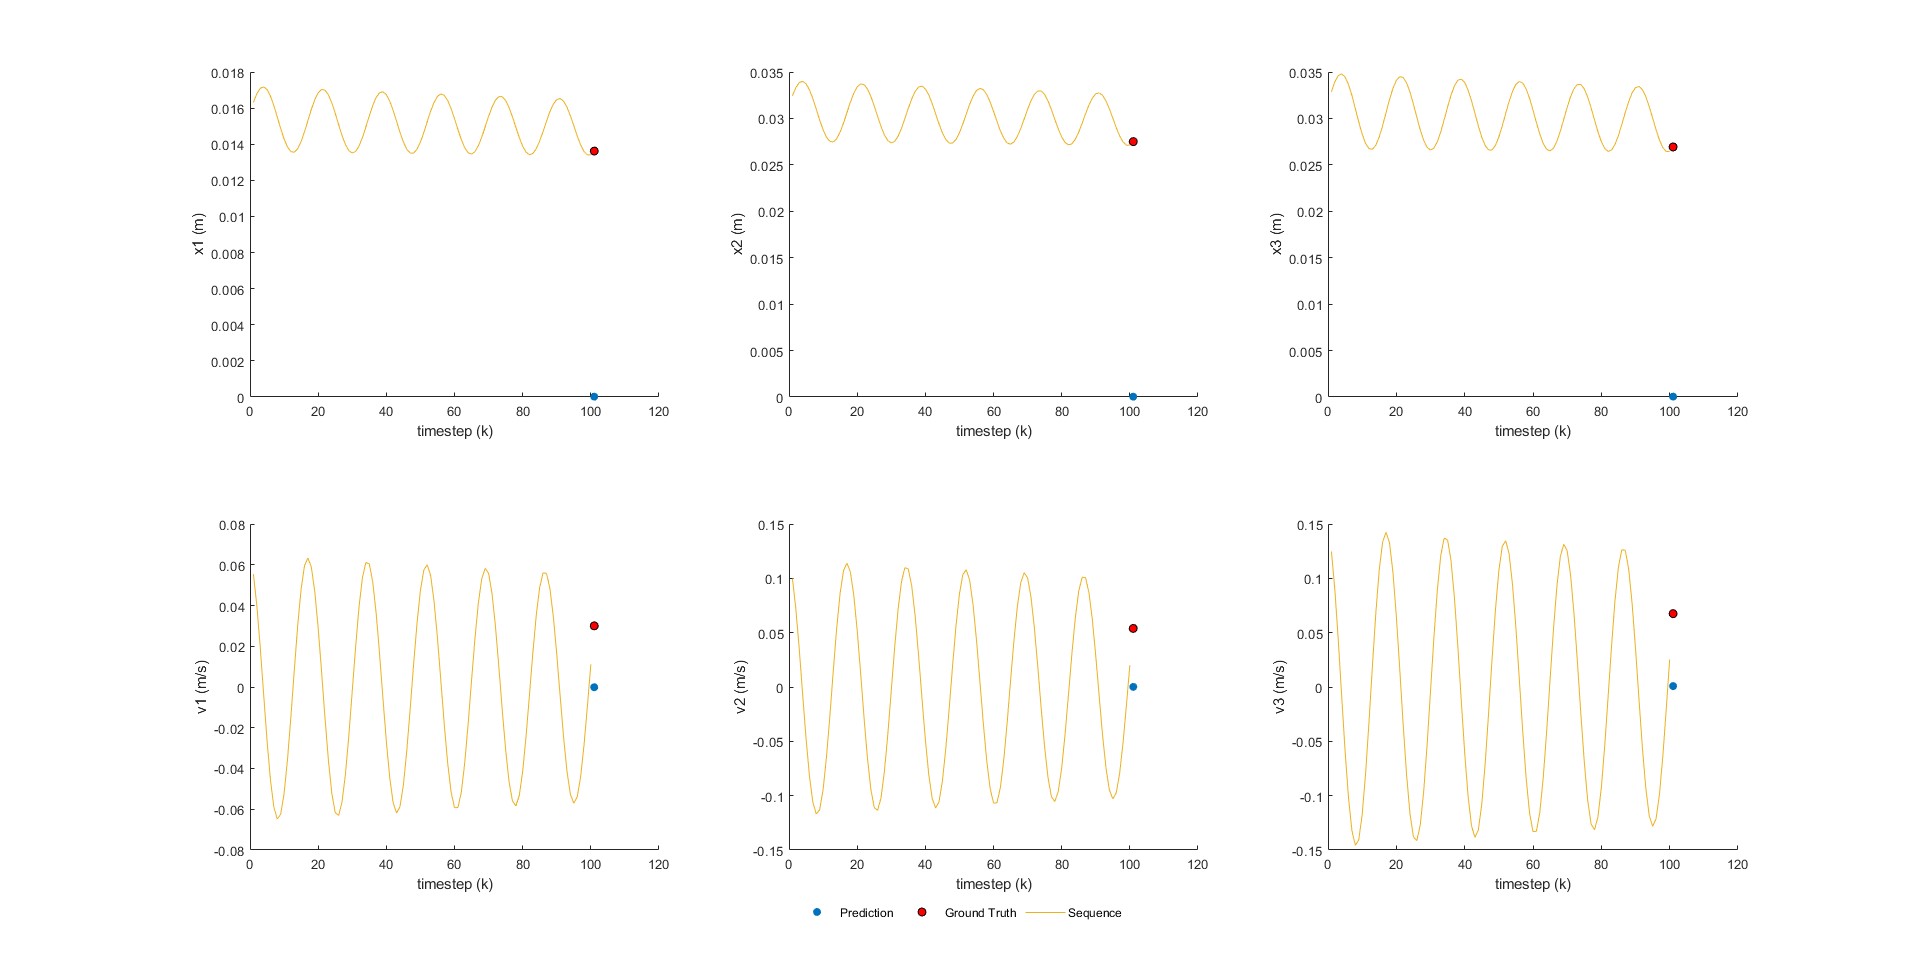 0.018
0.016
0.014
0.012
0.01
0.008
0.006
0.004
0.002
0
x1 (m)
0 20 40 60 80 100 120
timestep (k)
0.035
0.03
0.025
0.02
0.015
0.01
0.005
0
x2 (m)
0 20 40 60 80 100 120
timestep (k)
0.035
0.03
0.025
0.02
0.015
0.01
0.005
0
x3 (m)
0 20 40 60 80 100 120
timestep (k)
0.08
0.06
0.04
0.02
0
-0.02
-0.04
-0.06
-0.08
v1 (m/s)
0 20 40 60 80 100 120
timestep (k)
0.15
0.1
0.05
0
-0.05
-0.1
-0.15
v2 (m/s)
0 20 40 60 80 100 120
timestep (k)
0.15
0.1
0.05
0
-0.05
-0.1
-0.15
v3 (m/s)
0 20 40 60 80 100 120
timestep (k)
Prediction Ground Truth Sequence